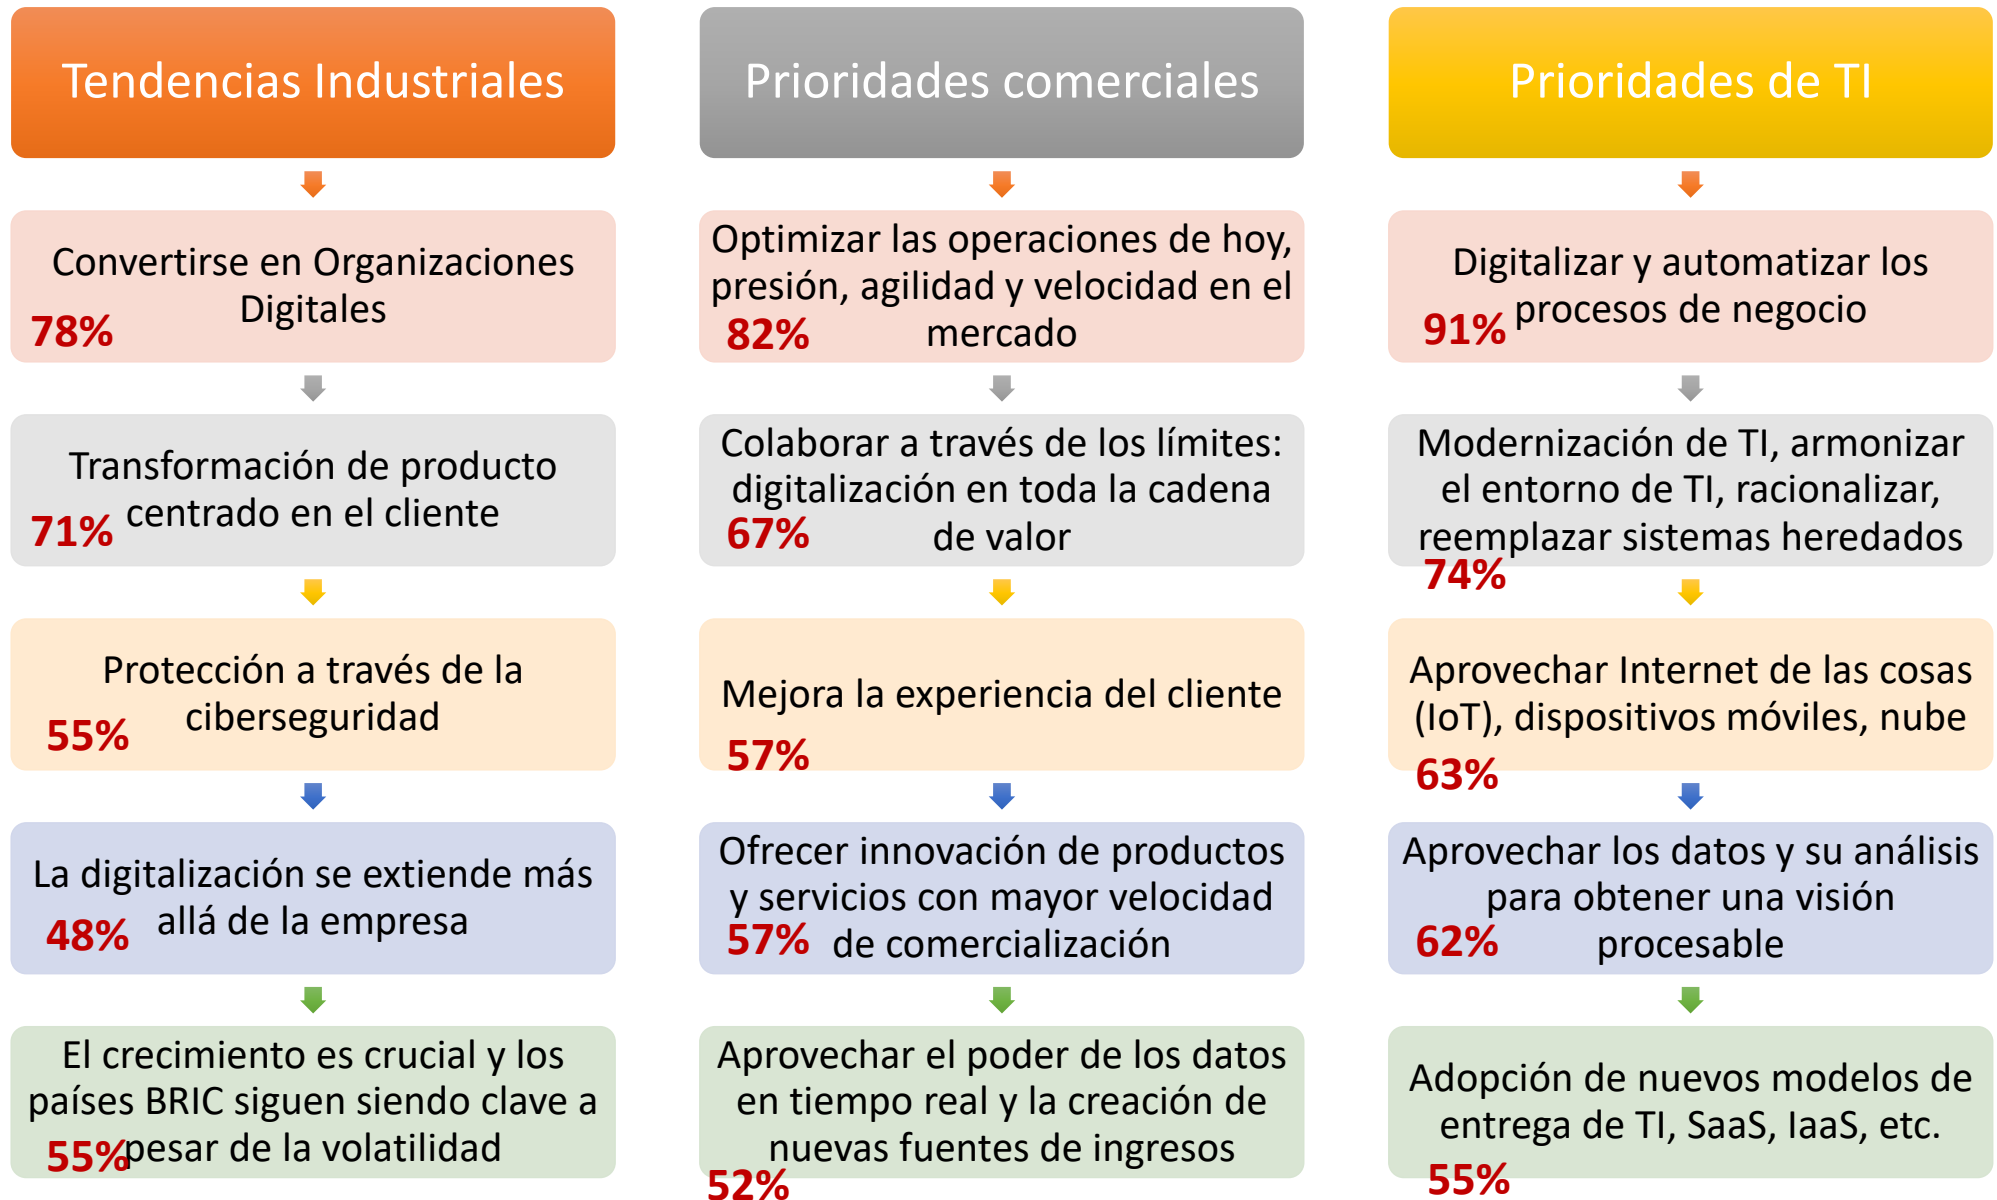 Tendencias Industriales
Convertirse en Organizaciones
Digitales
78%
Transformación de producto
centrado en el cliente
71%
Protección a través de la
ciberseguridad
55%
La digitalización se extiende más
allá de la empresa
48%
El crecimiento es crucial y los
países BRIC siguen siendo clave a
pesar de la volatilidad
55%
Prioridades comerciales
Optimizar las operaciones de hoy,
presión, agilidad y velocidad en el
mercado
82%
Colaborar a través de los límites:
digitalización en toda la cadena
de valor
67%
Mejora la experiencia del cliente
57%
Ofrecer innovación de productos
y servicios con mayor velocidad
de comercialización
57%
Aprovechar el poder de los datos
en tiempo real y la creación de
nuevas fuentes de ingresos
52%
Prioridades de TI
Digitalizar y automatizar los
procesos de negocio
91%
Modernización de TI, armonizar
el entorno de TI, racionalizar,
reemplazar sistemas heredados
74%
Aprovechar Internet de las cosas
(IoT), dispositivos móviles, nube
63%
Aprovechar los datos y su análisis
para obtener una visión
procesable
62%
Adopción de nuevos modelos de
entrega de TI, SaaS, IaaS, etc.
55%